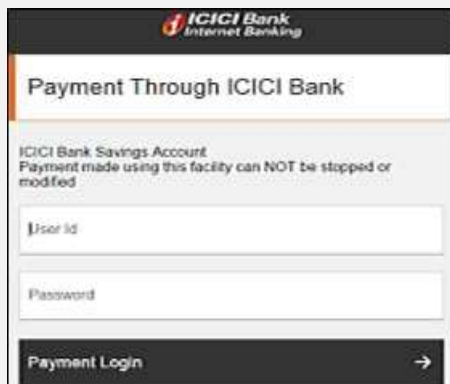 ICICI Bank
Internet Banking
Payment Through ICICI Bank
ICICI Bank Savings Account
Payment made using this facility can NOT be stopped or
modified
User Id
Password
Payment Login